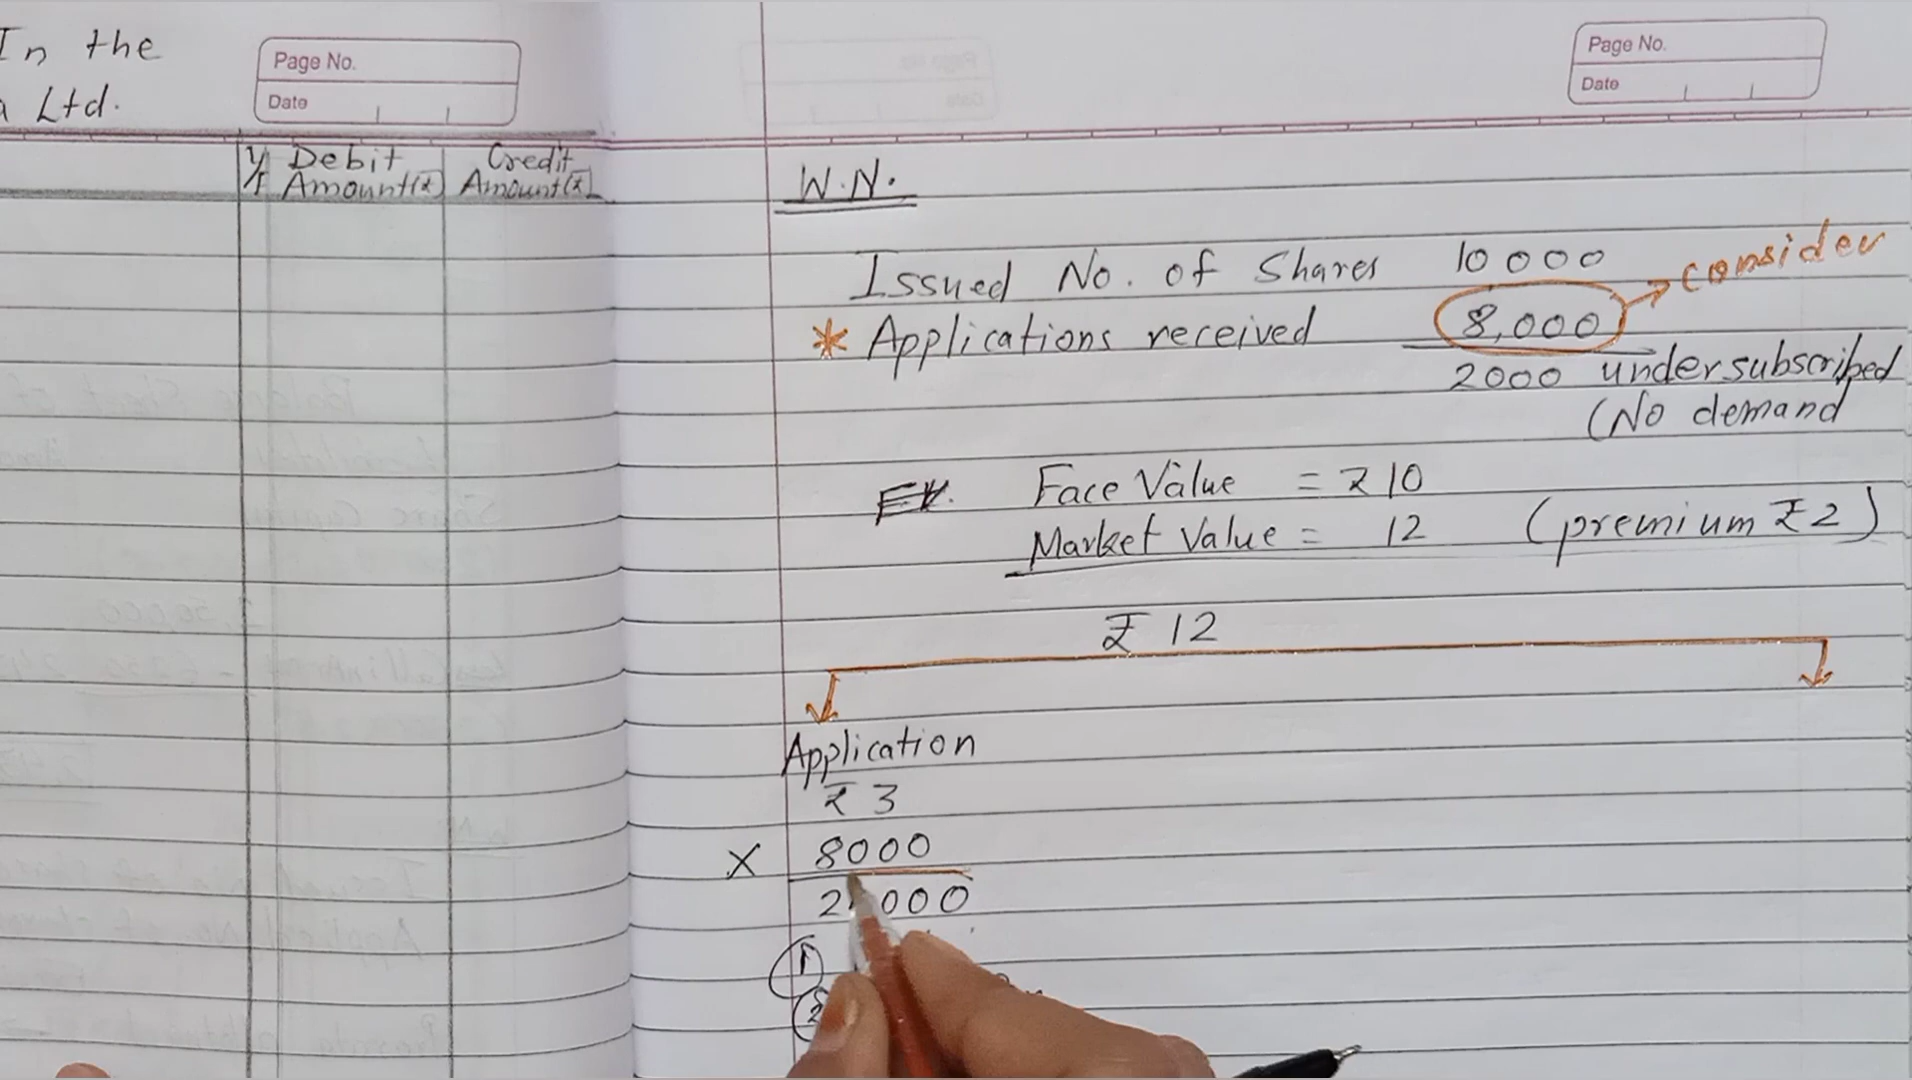 In the
Ltd.
Page No.
Date
Debit
Amount(₹)
Credit
Amount(₹)
Page No.
Date
W.N.
Issued No. of Shares 10000
* Applications received 8,000 → consider
2000 undersubscribed
(No demand
Face Value = ₹ 10
Market Value = 12 (premium ₹2)
₹ 12
Application
₹ 3
X 8000
000
1
2